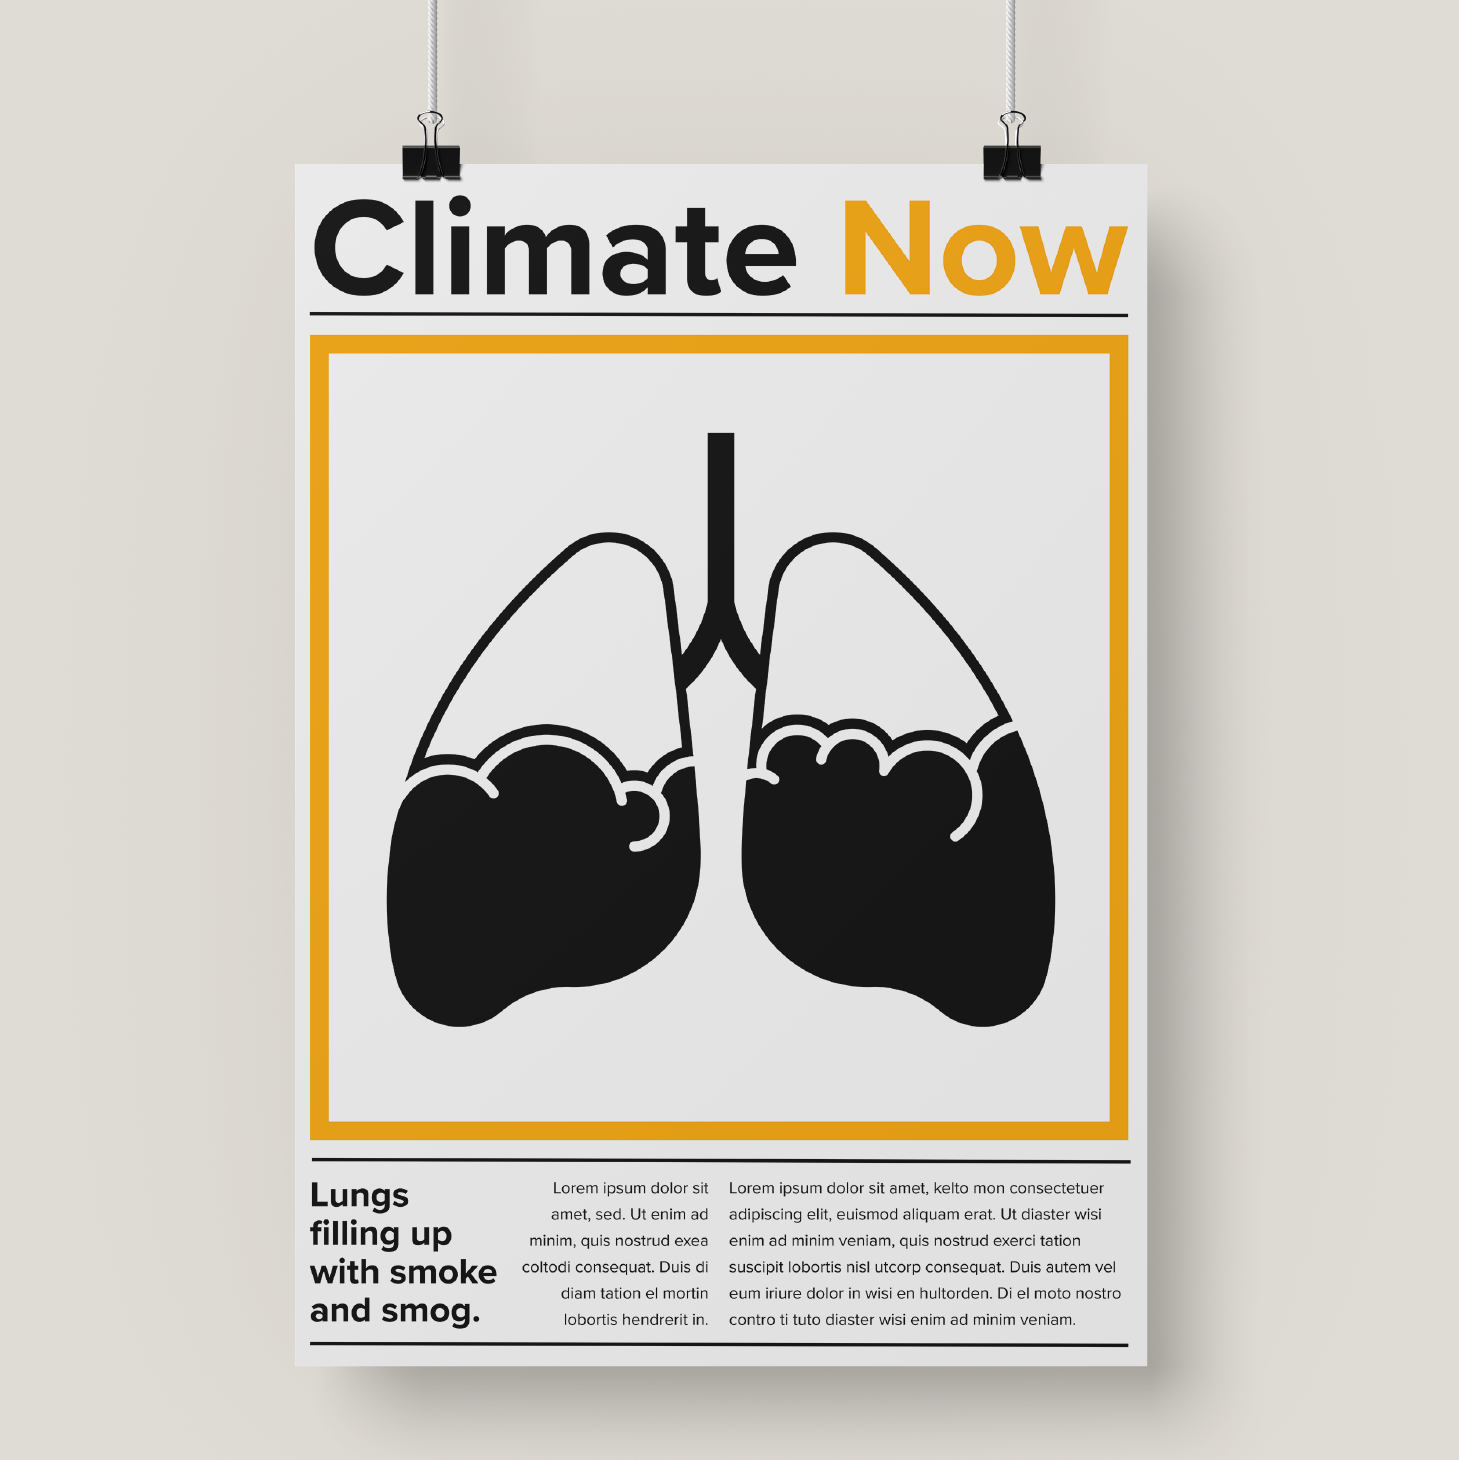 Climate Now
Lungs
filling up
with smoke
and smog.
Lorem ipsum dolor sit
amet, sed. Ut enim ad
minim, quis nostrud exea
coltodi consequat. Duis di
diam tation el mortin
lobortis hendrerit in.
Lorem ipsum dolor sit amet, kelto mon consectetuer
adipiscing elit, euismod aliquam erat. Ut diaster wisi
enim ad minim veniam, quis nostrud exerci tation
suscipit lobortis nisl utcorp consequat. Duis autem vel
eum iriure dolor in wisi en hultorden. Di el moto nostro
contro ti tuto diaster wisi enim ad minim veniam.